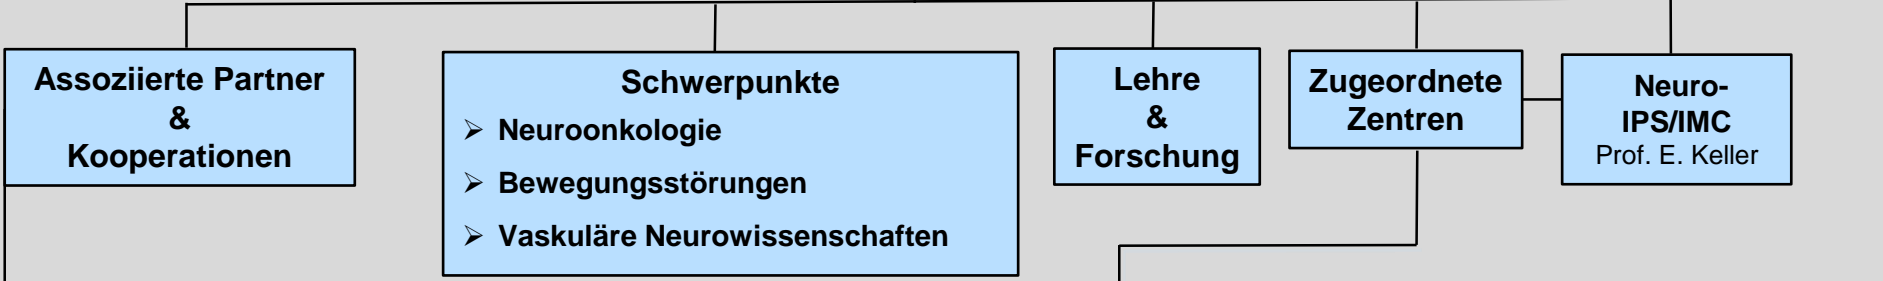 Assoziierte Partner
&
Kooperationen
Schwerpunkte
➢ Neuroonkologie
➢ Bewegungsstörungen
➢ Vaskuläre Neurowissenschaften
Lehre
&
Forschung
Zugeordnete
Zentren
Neuro-
IPS/IMC
Prof. E. Keller